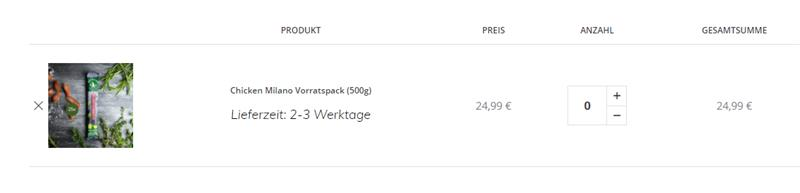 PRODUKT PREIS ANZAHL GESAMTSUMME
Chicken Milano Vorratspack (500g)
Lieferzeit: 2-3 Werktage
24,99 € 0 + − 24,99 €